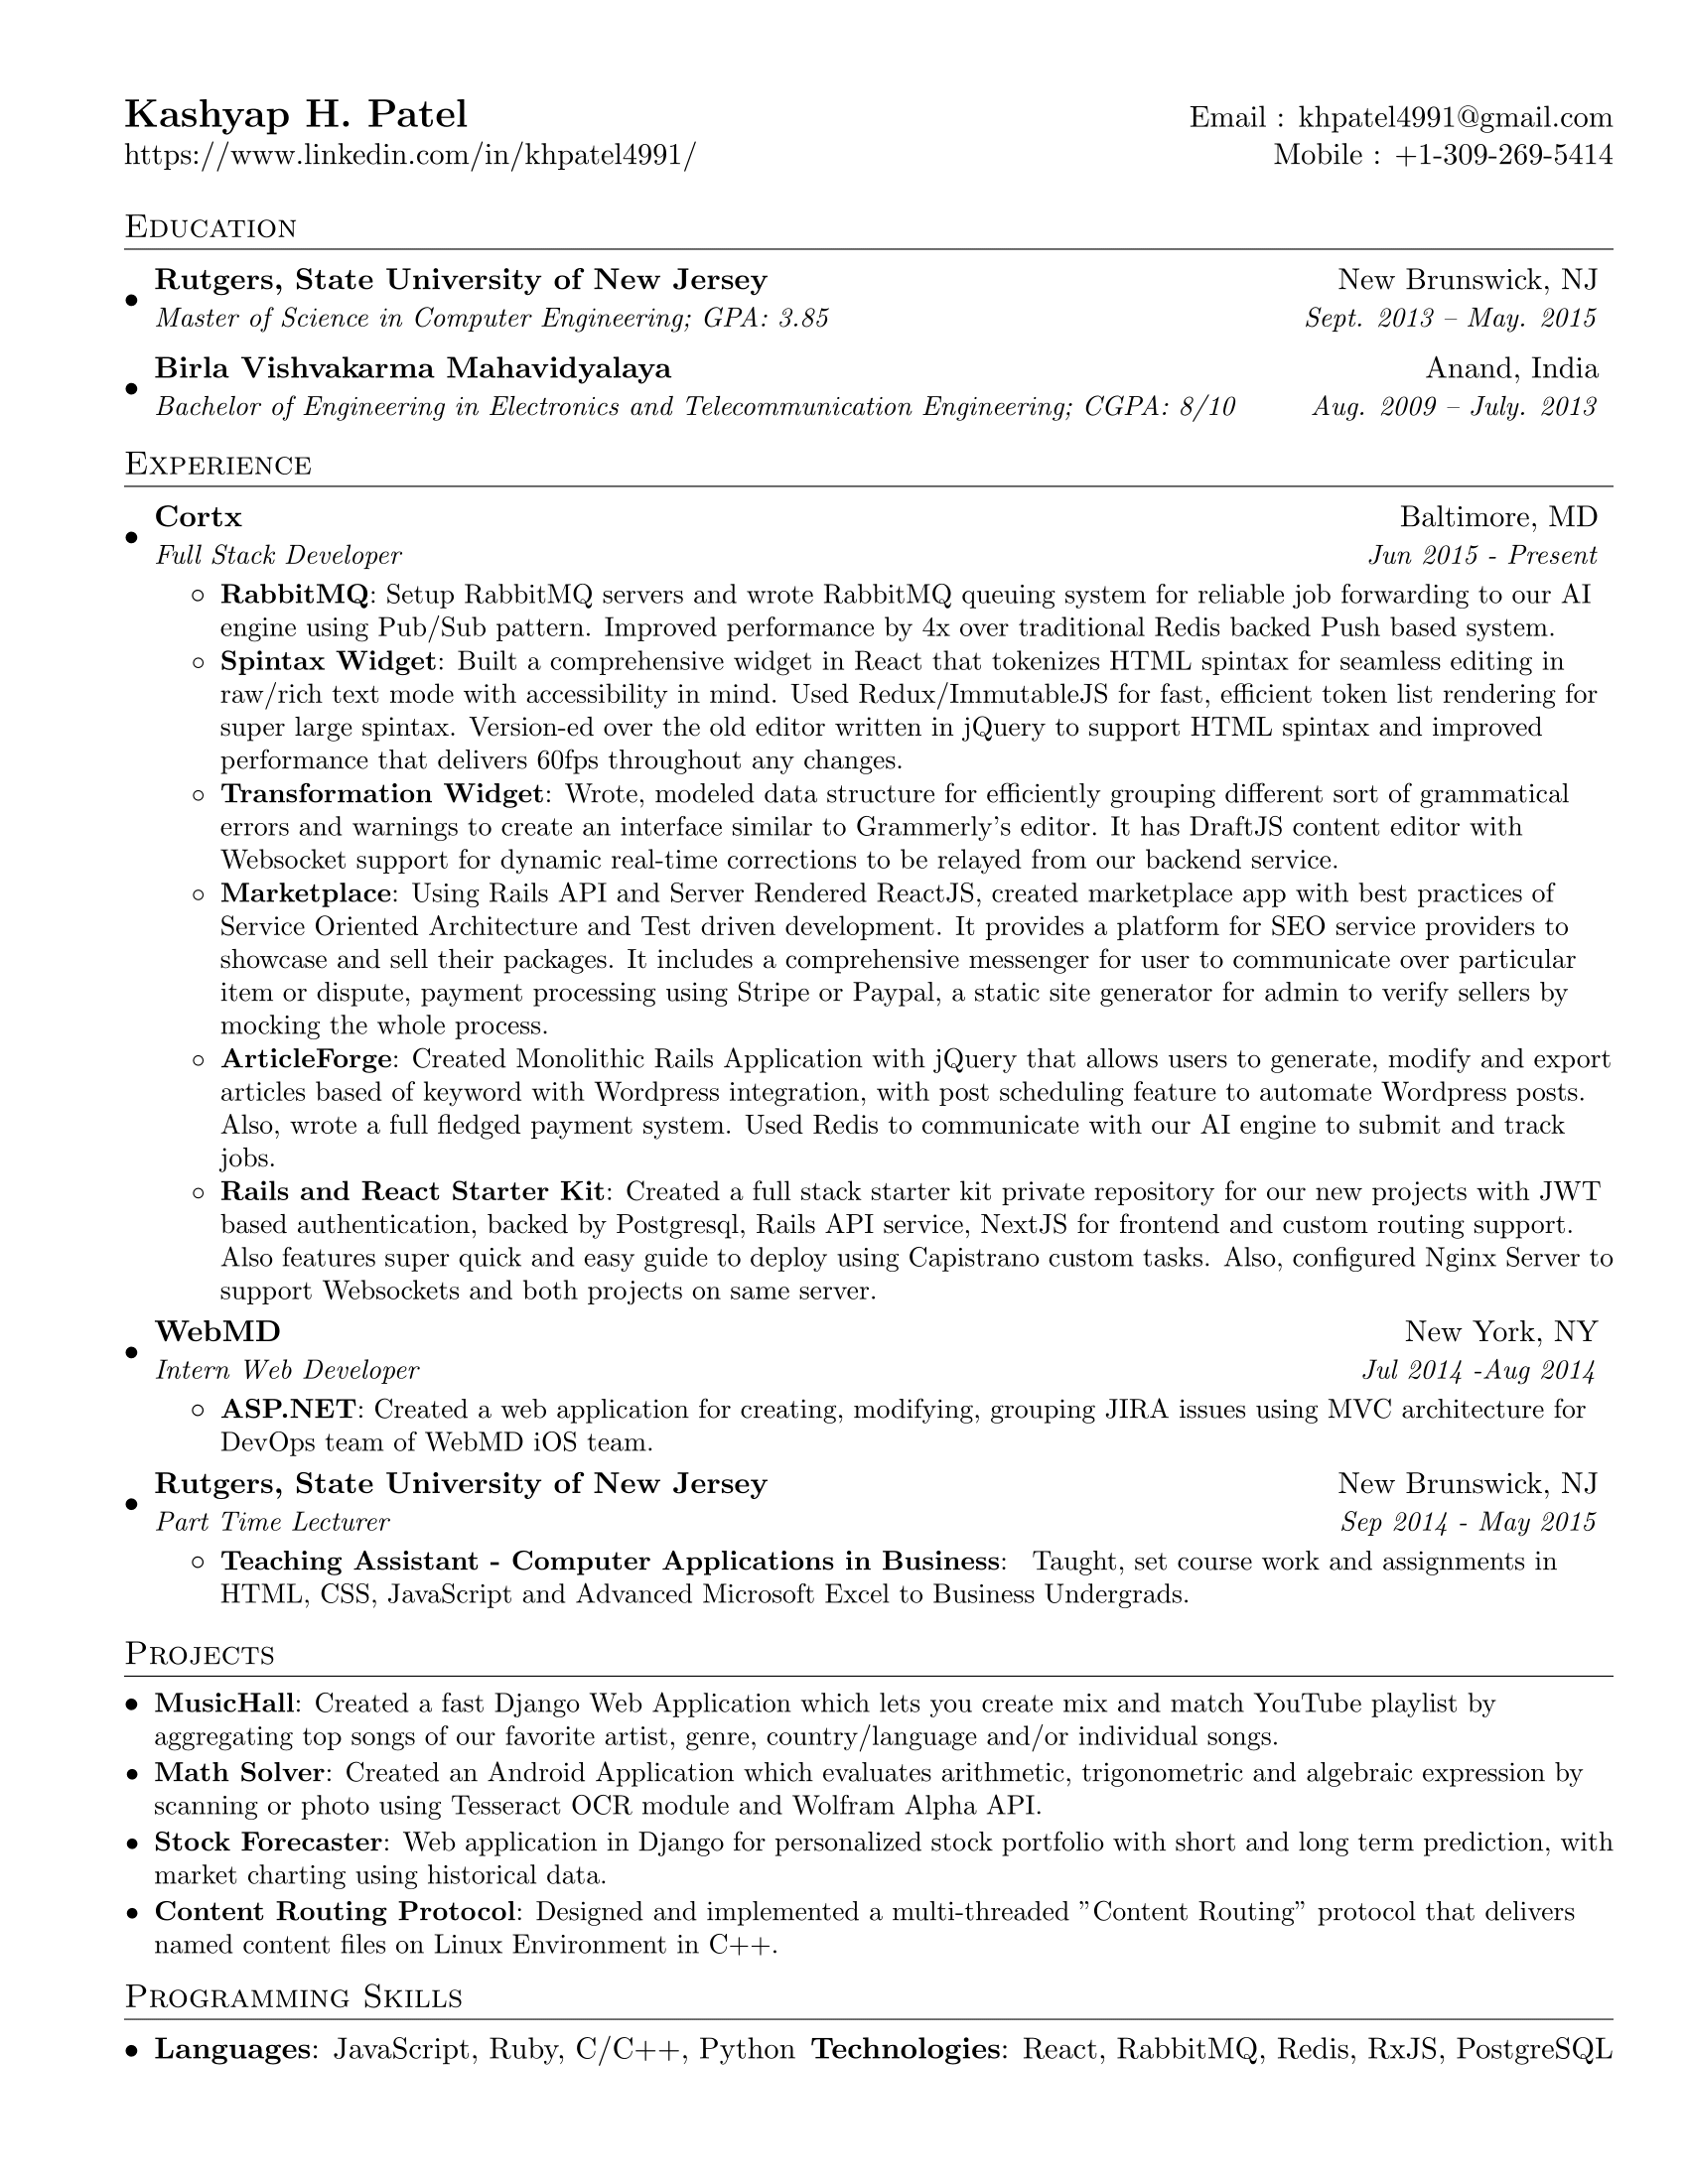 Kashyap H. Patel Email : khpatel4991@gmail.com
https://www.linkedin.com/in/khpatel4991/ Mobile : +1-309-269-5414
Education
• Rutgers, State University of New Jersey New Brunswick, NJ
Master of Science in Computer Engineering; GPA: 3.85 Sept. 2013 – May. 2015
• Birla Vishvakarma Mahavidyalaya Anand, India
Bachelor of Engineering in Electronics and Telecommunication Engineering; CGPA: 8/10 Aug. 2009 – July. 2013
Experience
• Cortx Baltimore, MD
Full Stack Developer Jun 2015 - Present
◦ RabbitMQ: Setup RabbitMQ servers and wrote RabbitMQ queuing system for reliable job forwarding to our AI
engine using Pub/Sub pattern. Improved performance by 4x over traditional Redis backed Push based system.
◦ Spintax Widget: Built a comprehensive widget in React that tokenizes HTML spintax for seamless editing in
raw/rich text mode with accessibility in mind. Used Redux/ImmutableJS for fast, efficient token list rendering for
super large spintax. Version-ed over the old editor written in jQuery to support HTML spintax and improved
performance that delivers 60fps throughout any changes.
◦ Transformation Widget: Wrote, modeled data structure for efficiently grouping different sort of grammatical
errors and warnings to create an interface similar to Grammerly's editor. It has DraftJS content editor with
Websocket support for dynamic real-time corrections to be relayed from our backend service.
◦ Marketplace: Using Rails API and Server Rendered ReactJS, created marketplace app with best practices of
Service Oriented Architecture and Test driven development. It provides a platform for SEO service providers to
showcase and sell their packages. It includes a comprehensive messenger for user to communicate over particular
item or dispute, payment processing using Stripe or Paypal, a static site generator for admin to verify sellers by
mocking the whole process.
◦ ArticleForge: Created Monolithic Rails Application with jQuery that allows users to generate, modify and export
articles based of keyword with Wordpress integration, with post scheduling feature to automate Wordpress posts.
Also, wrote a full fledged payment system. Used Redis to communicate with our AI engine to submit and track
jobs.
◦ Rails and React Starter Kit: Created a full stack starter kit private repository for our new projects with JWT
based authentication, backed by Postgresql, Rails API service, NextJS for frontend and custom routing support.
Also features super quick and easy guide to deploy using Capistrano custom tasks. Also, configured Nginx Server to
support Websockets and both projects on same server.
• WebMD New York, NY
Intern Web Developer Jul 2014 -Aug 2014
◦ ASP.NET: Created a web application for creating, modifying, grouping JIRA issues using MVC architecture for
DevOps team of WebMD iOS team.
• Rutgers, State University of New Jersey New Brunswick, NJ
Part Time Lecturer Sep 2014 - May 2015
◦ Teaching Assistant - Computer Applications in Business: Taught, set course work and assignments in
HTML, CSS, JavaScript and Advanced Microsoft Excel to Business Undergrads.
Projects
• MusicHall: Created a fast Django Web Application which lets you create mix and match YouTube playlist by
aggregating top songs of our favorite artist, genre, country/language and/or individual songs.
• Math Solver: Created an Android Application which evaluates arithmetic, trigonometric and algebraic expression by
scanning or photo using Tesseract OCR module and Wolfram Alpha API.
• Stock Forecaster: Web application in Django for personalized stock portfolio with short and long term prediction, with
market charting using historical data.
• Content Routing Protocol: Designed and implemented a multi-threaded ”Content Routing” protocol that delivers
named content files on Linux Environment in C++.
Programming Skills
• Languages: JavaScript, Ruby, C/C++, Python Technologies: React, RabbitMQ, Redis, RxJS, PostgreSQL